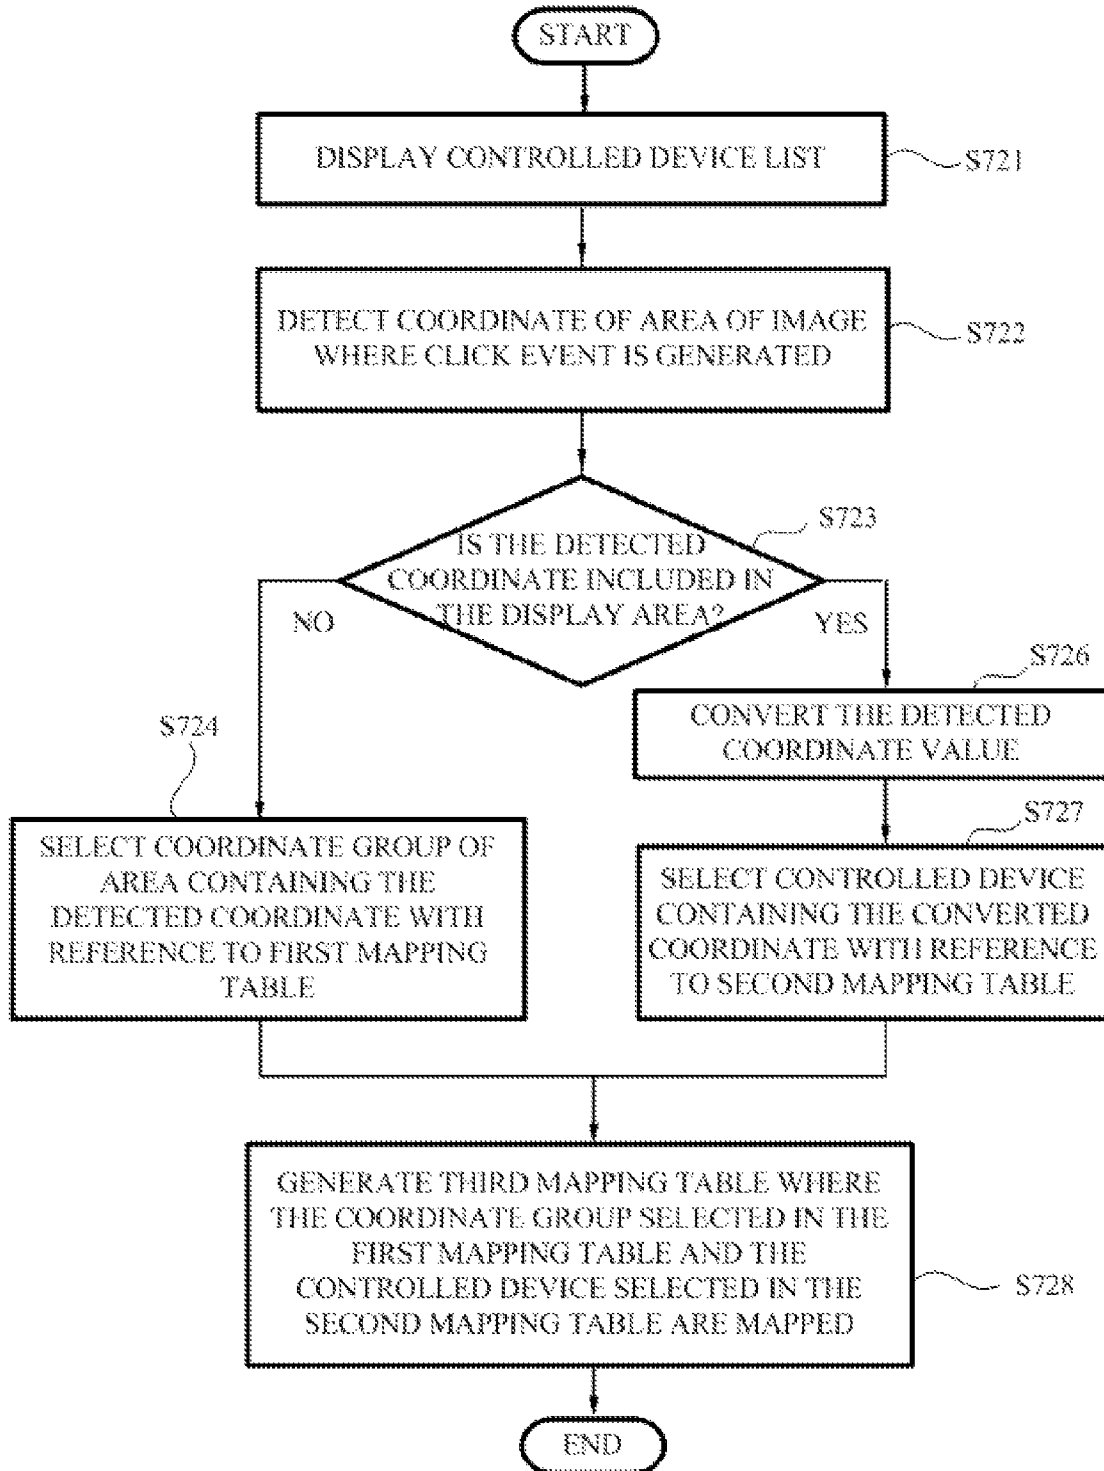 START
DISPLAY CONTROLLED DEVICE LIST
S721
DETECT COORDINATE OF AREA OF IMAGE
WHERE CLICK EVENT IS GENERATED
S722
S723
IS THE DETECTED
COORDINATE INCLUDED IN
THE DISPLAY AREA?
NO
YES
S726
CONVERT THE DETECTED
COORDINATE VALUE
S724
SELECT COORDINATE GROUP OF
AREA CONTAINING THE
DETECTED COORDINATE WITH
REFERENCE TO FIRST MAPPING
TABLE
S727
SELECT CONTROLLED DEVICE
CONTAINING THE CONVERTED
COORDINATE WITH REFERENCE
TO SECOND MAPPING TABLE
GENERATE THIRD MAPPING TABLE WHERE
THE COORDINATE GROUP SELECTED IN THE
FIRST MAPPING TABLE AND THE
CONTROLLED DEVICE SELECTED IN THE
SECOND MAPPING TABLE ARE MAPPED
S728
END